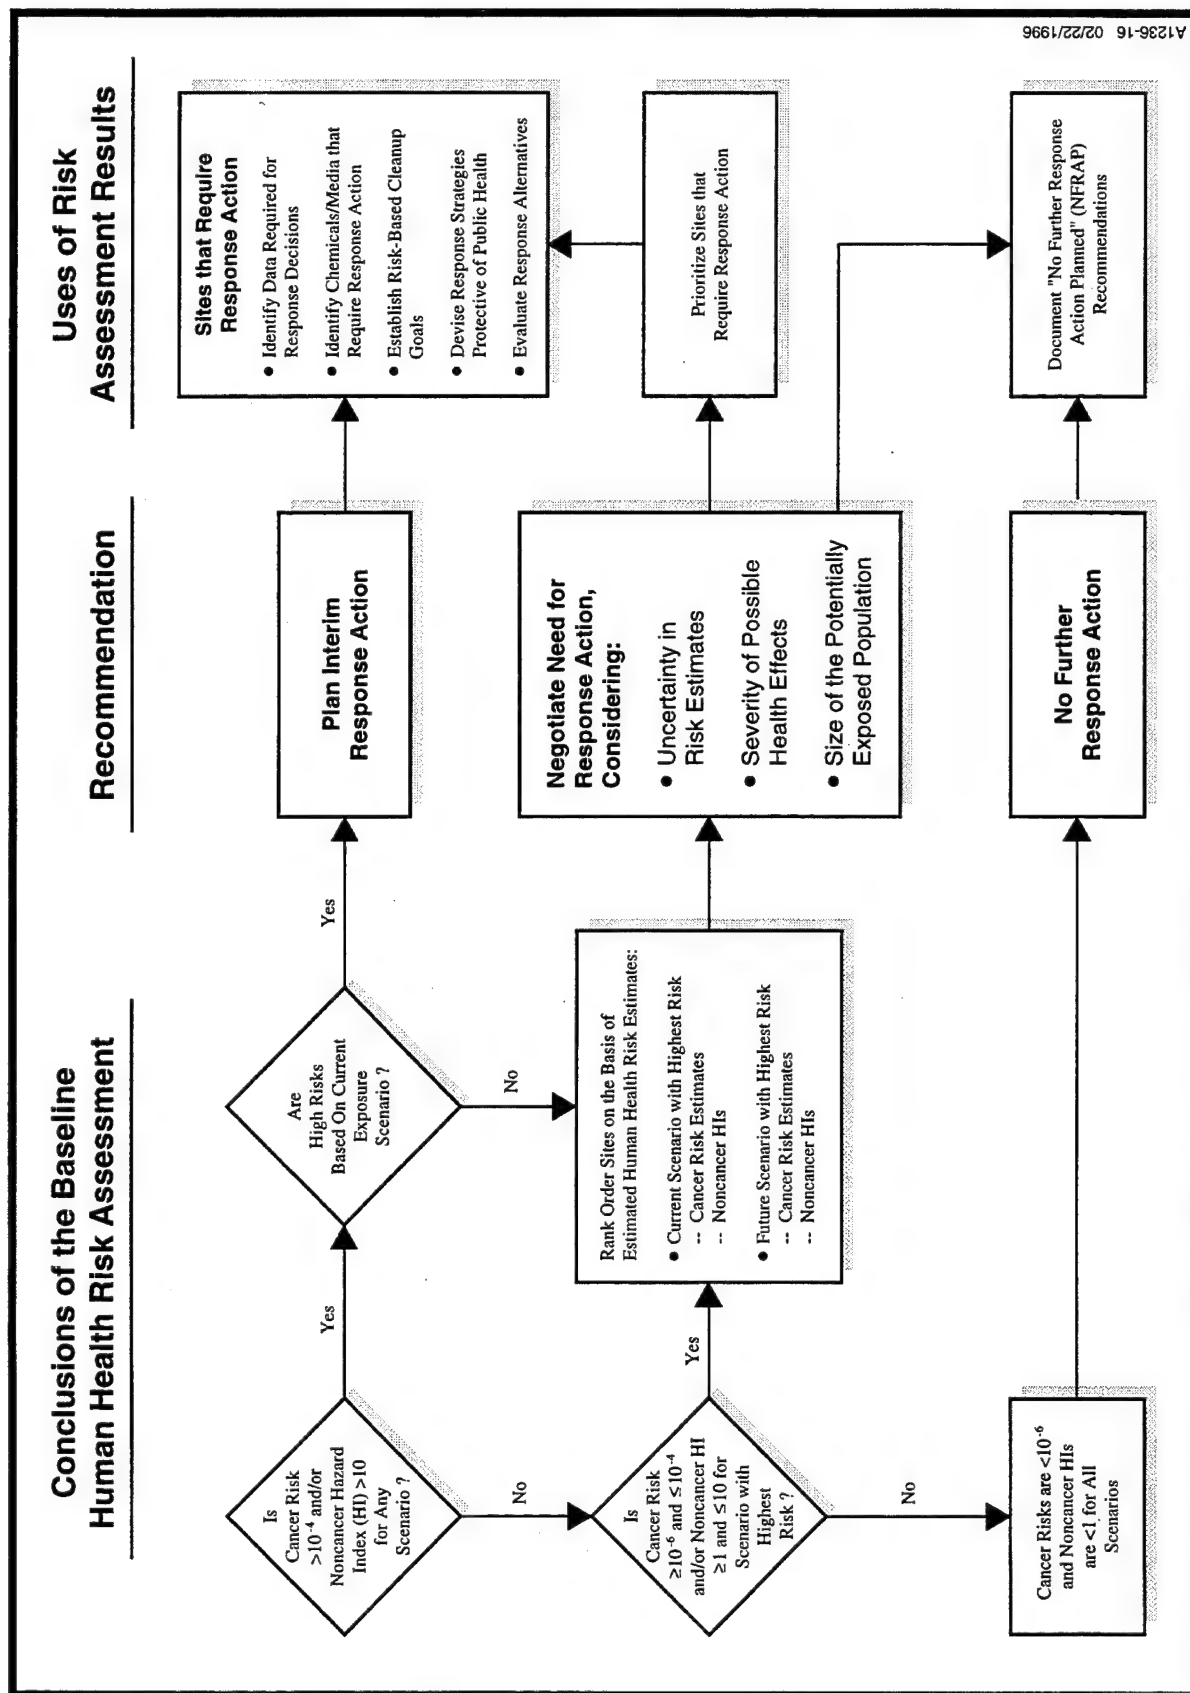 Conclusions of the Baseline
Human Health Risk Assessment
Recommendation
Uses of Risk
Assessment Results
Is
Cancer Risk
>10⁻⁴ and/or
Noncancer Hazard
Index (HI) >10
for Any
Scenario ?
Yes
No
Are
High Risks
Based On Current
Exposure
Scenario ?
Yes
No
Plan Interim
Response Action
Sites that Require
Response Action
● Identify Data Required for
Response Decisions
● Identify Chemicals/Media that
Require Response Action
● Establish Risk-Based Cleanup
Goals
● Devise Response Strategies
Protective of Public Health
● Evaluate Response Alternatives
Is
Cancer Risk
≥10⁻⁶ and ≤10⁻⁴
and/or Noncancer HI
≥1 and ≤10 for
Scenario with
Highest
Risk ?
Yes
No
Rank Order Sites on the Basis of
Estimated Human Health Risk Estimates:
● Current Scenario with Highest Risk
-- Cancer Risk Estimates
-- Noncancer HIs
● Future Scenario with Highest Risk
-- Cancer Risk Estimates
-- Noncancer HIs
Negotiate Need for
Response Action,
Considering:
● Uncertainty in
Risk Estimates
● Severity of Possible
Health Effects
● Size of the Potentially
Exposed Population
Prioritize Sites that
Require Response Action
Cancer Risks are <10⁻⁶
and Noncancer HIs
are <1 for All
Scenarios
No Further
Response Action
Document "No Further Response
Action Planned" (NFRAP)
Recommendations
A1236-16 02/22/1996